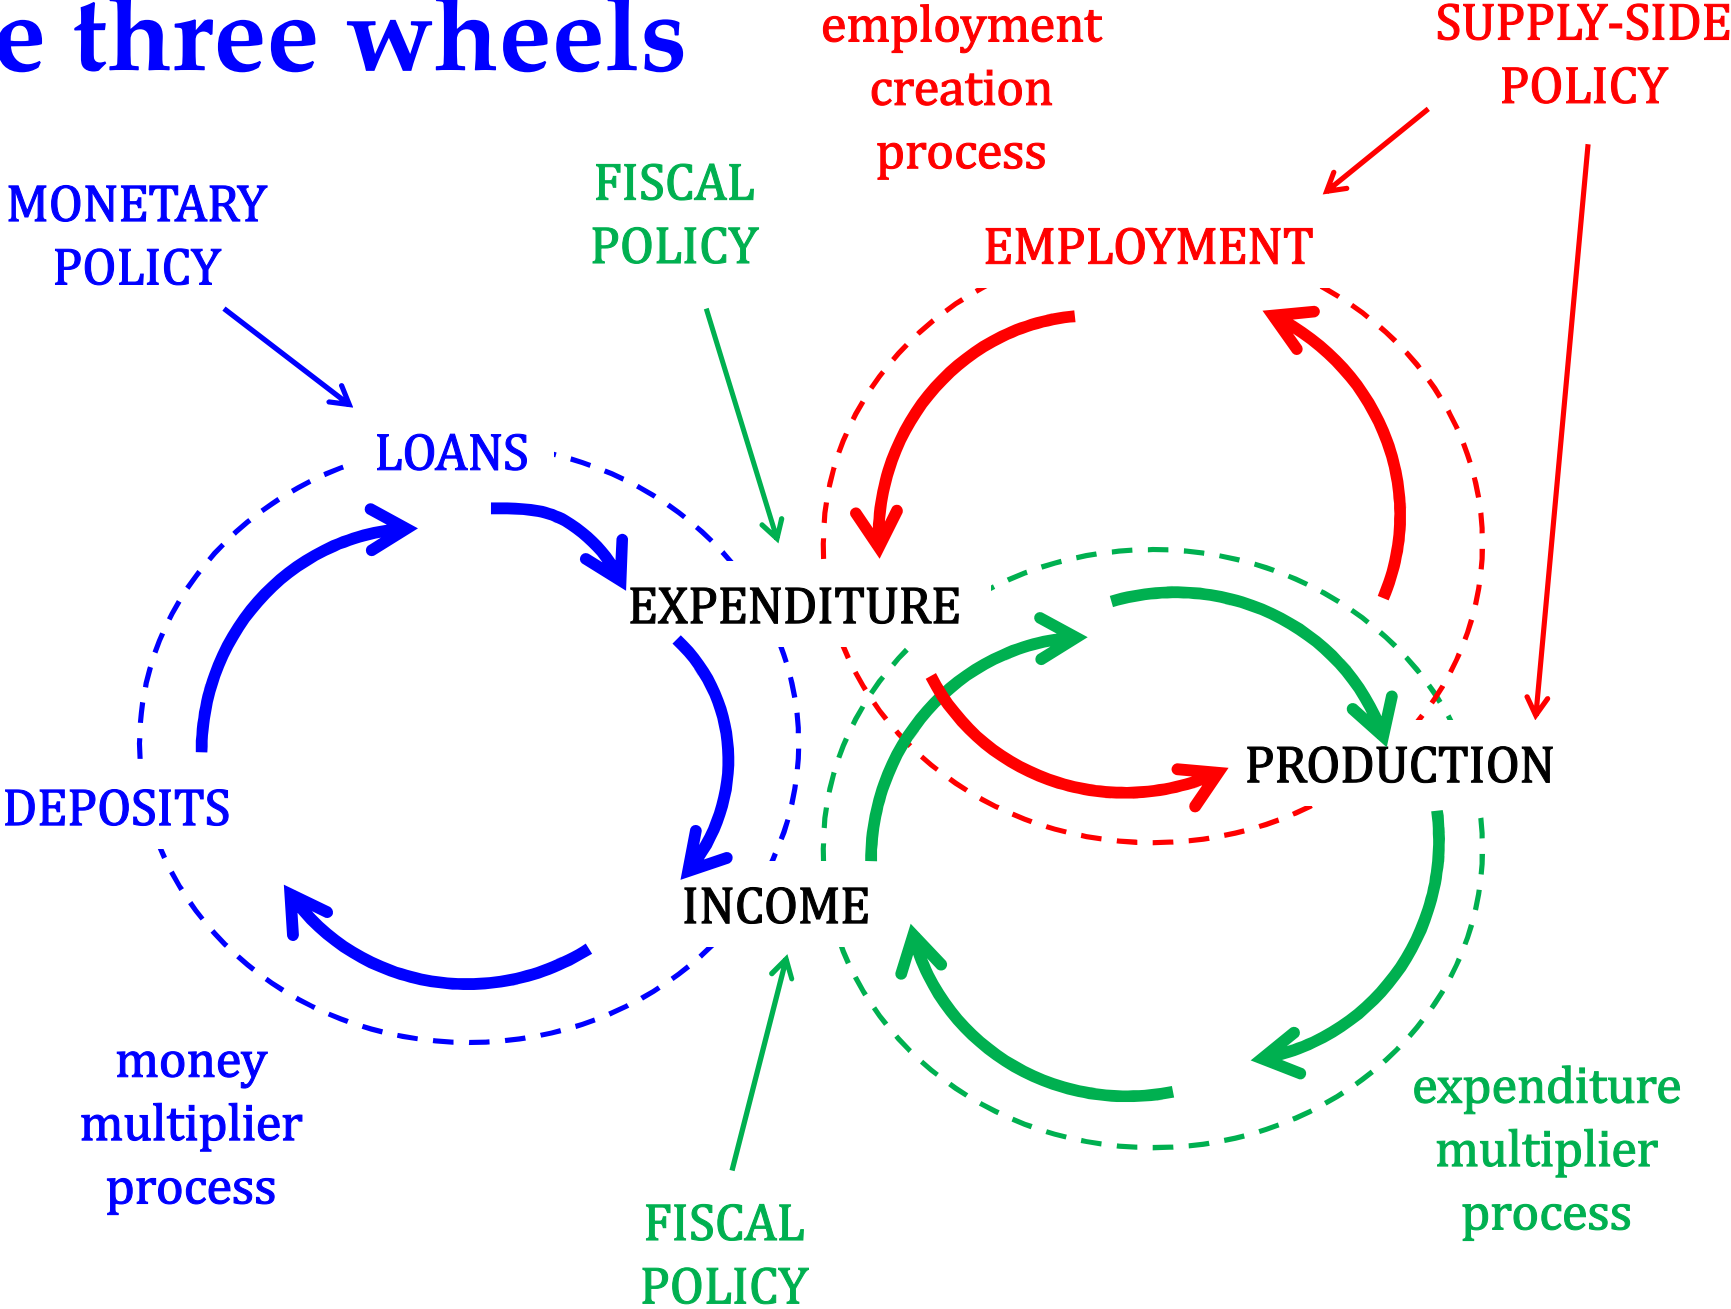 e three wheels
employment
creation
process
SUPPLY-SIDE
POLICY
MONETARY
POLICY
FISCAL
POLICY
EMPLOYMENT
LOANS
EXPENDITURE
PRODUCTION
DEPOSITS
INCOME
money
multiplier
process
expenditure
multiplier
process
FISCAL
POLICY